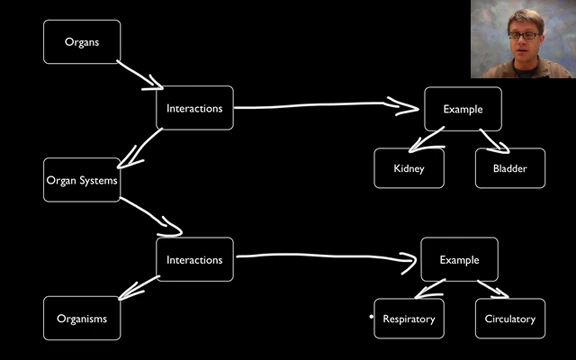 Organs
Interactions
Example
Kidney
Bladder
Organ Systems
Interactions
Example
Organisms
Respiratory
Circulatory